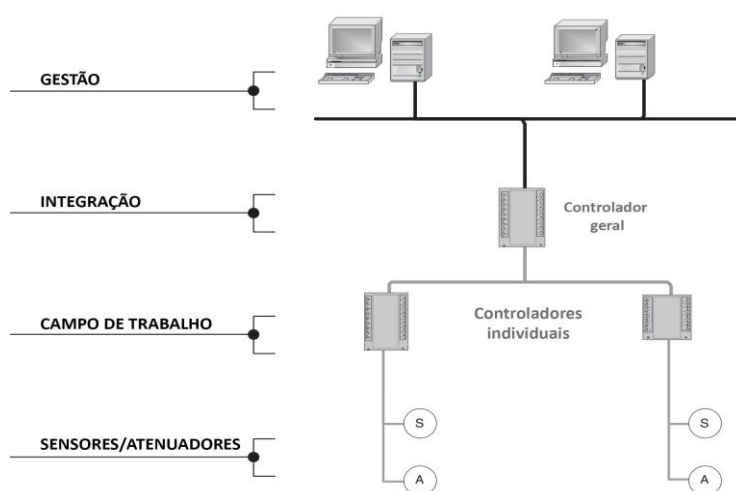 GESTÃO
INTEGRAÇÃO
Controlador
geral
CAMPO DE TRABALHO
Controladores
individuais
SENSORES/ATENUADORES
S
S
A
A